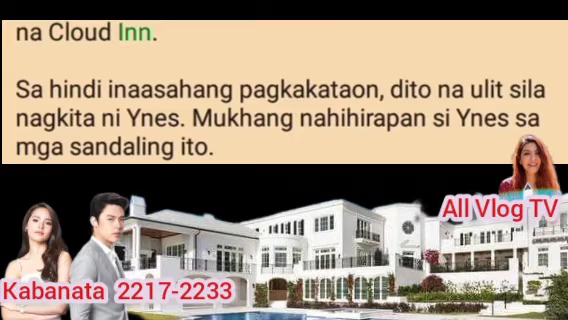 na Cloud Inn.
Sa hindi inaasahang pagkakataon, dito na ulit sila
nagkita ni Ynes. Mukhang nahihirapan si Ynes sa
mga sandaling ito.
All Vlog TV
Kabanata 2217-2233